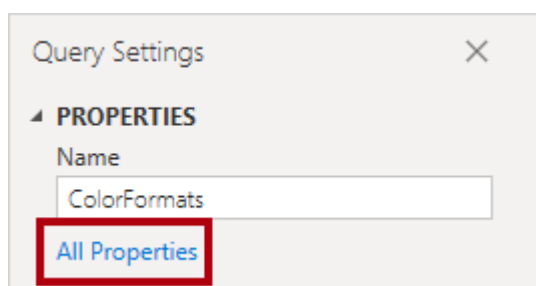 Query Settings
PROPERTIES
Name
ColorFormats
All Properties